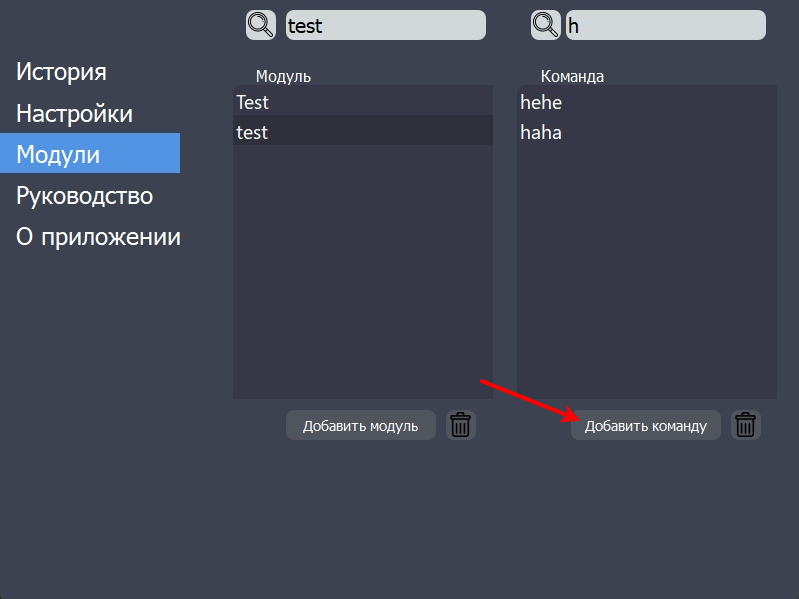 test
h
История
Настройки
Модули
Руководство
О приложении
Модуль
Test
test
Добавить модуль
Команда
hehe
haha
Добавить команду